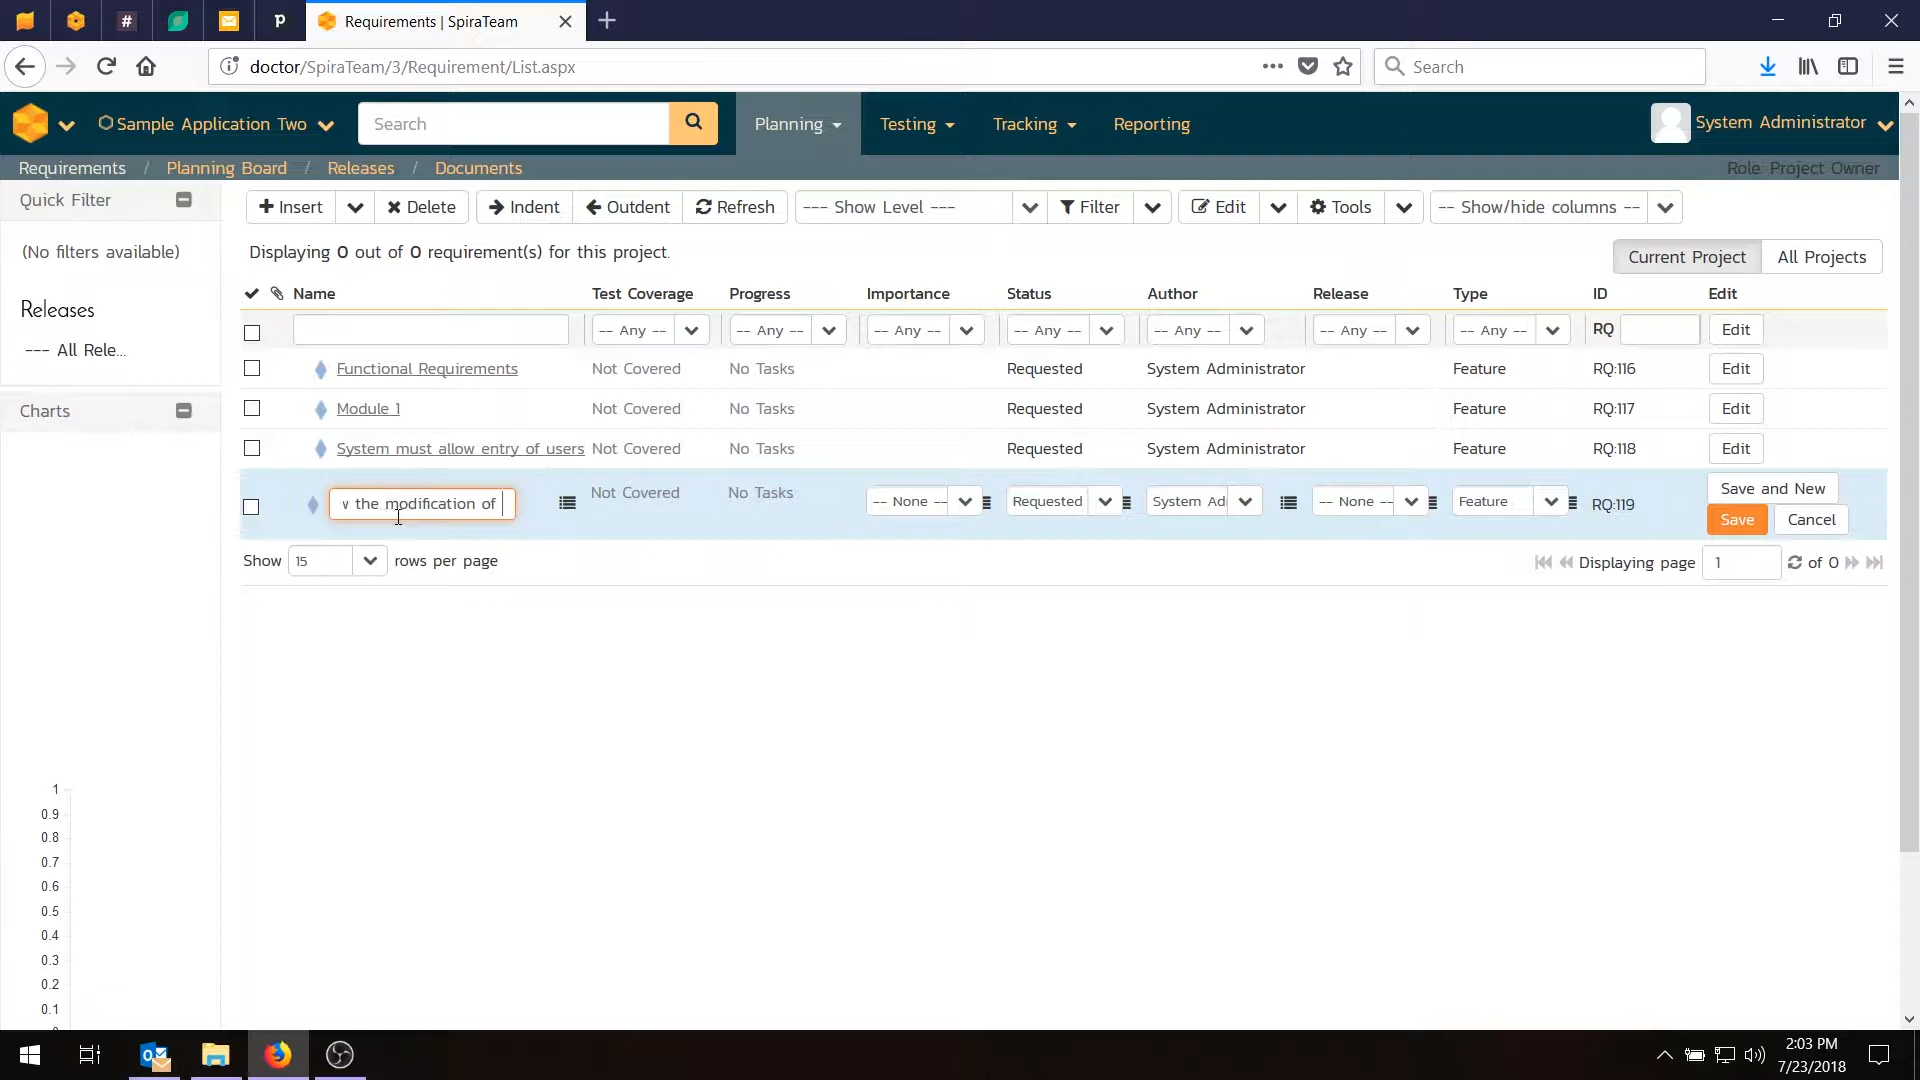 #
p
Requirements | SpiraTeam
doctor/SpiraTeam/3/Requirement/List.aspx
Search
Sample Application Two
Search
Planning
Testing
Tracking
Reporting
System Administrator
Requirements / Planning Board / Releases / Documents
Role: Project Owner
Quick Filter
(No filters available)
Releases
--- All Rele...
Charts
1
0.9
0.8
0.7
0.6
0.5
0.4
0.3
0.2
0.1
Insert
Delete
Indent
Outdent
Refresh
--- Show Level ---
Filter
Edit
Tools
-- Show/hide columns --
Displaying 0 out of 0 requirement(s) for this project.
Current Project
All Projects
Name Test Coverage Progress Importance Status Author Release Type ID Edit
-- Any -- -- Any -- -- Any -- -- Any -- -- Any -- -- Any -- -- Any -- RQ Edit
Functional Requirements Not Covered No Tasks Requested System Administrator Feature RQ:116 Edit
Module 1 Not Covered No Tasks Requested System Administrator Feature RQ:117 Edit
System must allow entry of users Not Covered No Tasks Requested System Administrator Feature RQ:118 Edit
the modification of Not Covered No Tasks -- None -- Requested System Ad -- None -- Feature RQ:119 Save and New
Save Cancel
Show 15 rows per page
Displaying page 1 of 0
2:03 PM
7/23/2018